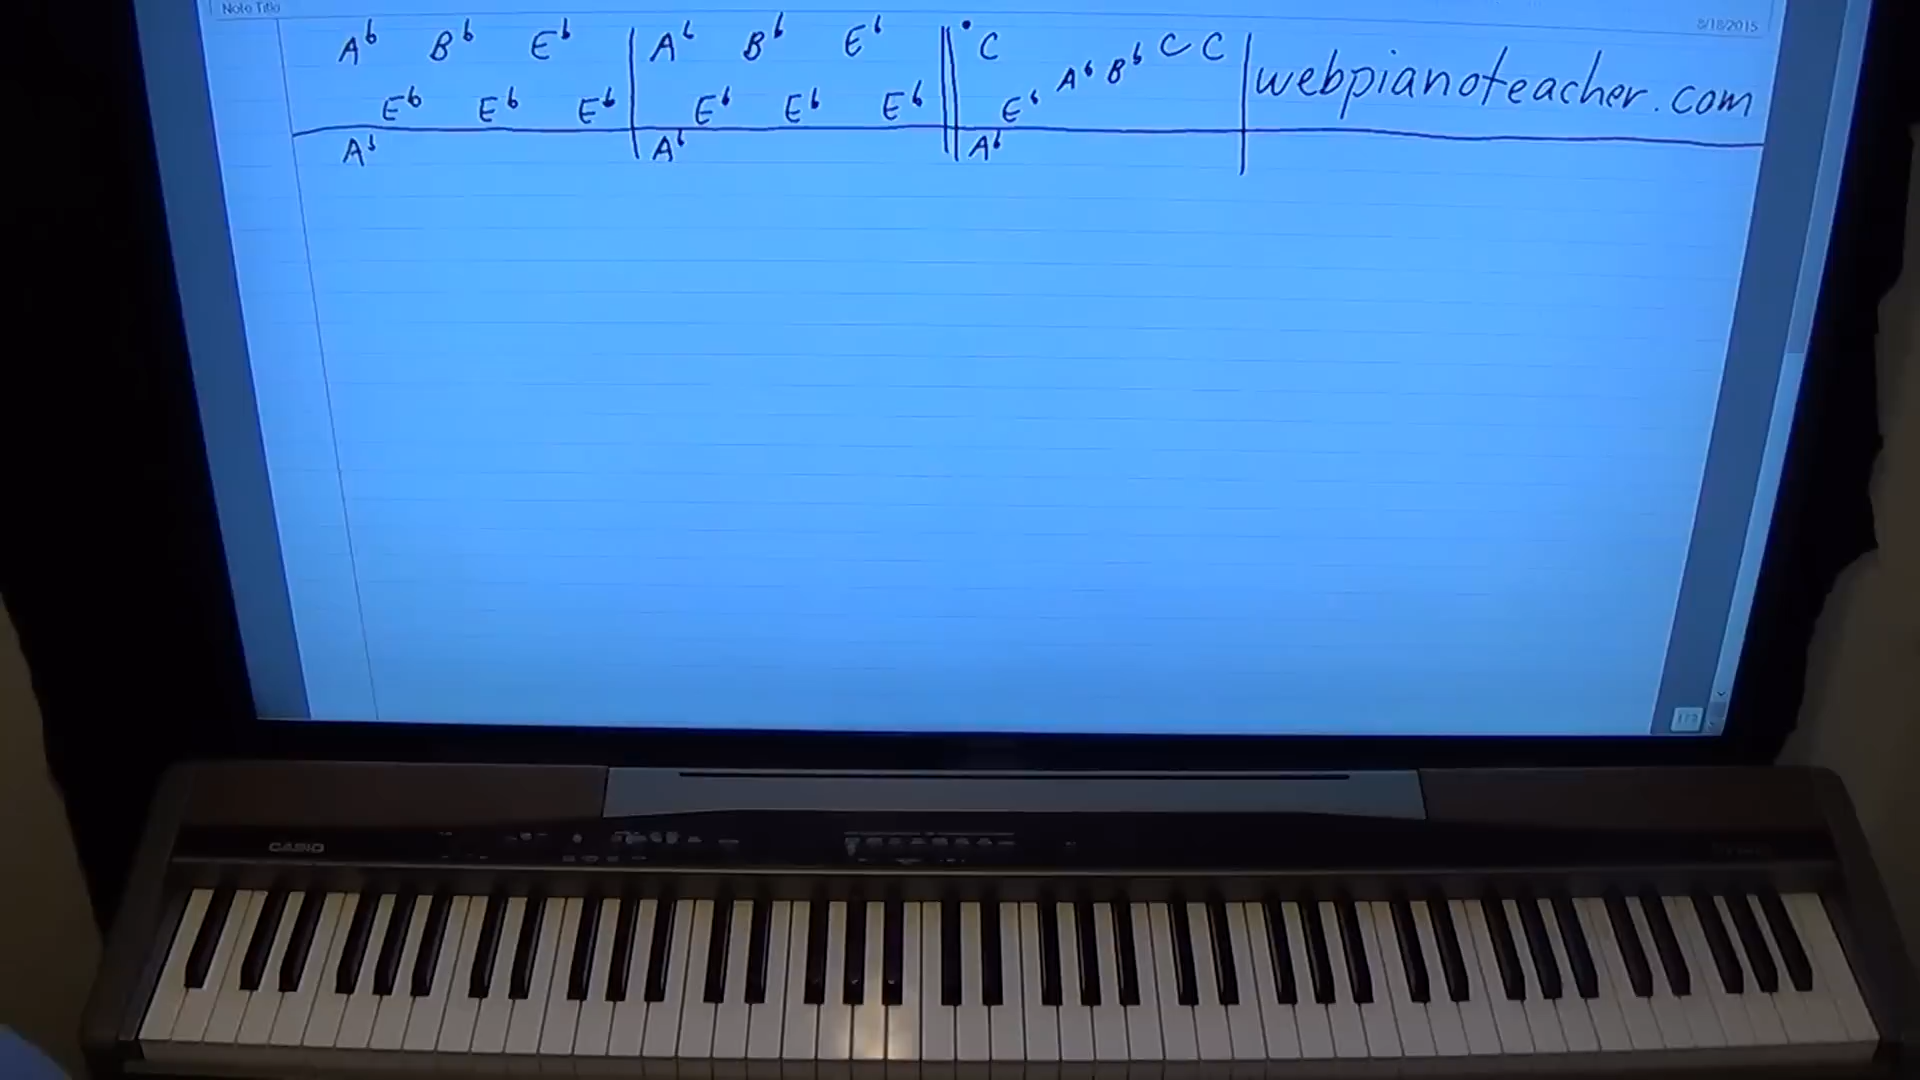 Note Title
8/18/2015
A♭ B♭ E♭ | A♭ B♭ E♭ || C A♭ B♭ C C | webpianoteacher.com
E♭ E♭ E♭ E♭ E♭ E♭ E♭
A♭ A♭ A♭
CASIO